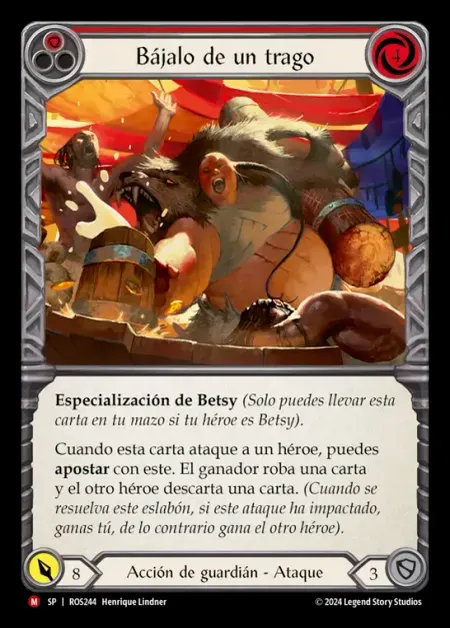 Bájalo de un trago
4
Especialización de Betsy (Solo puedes llevar esta
carta en tu mazo si tu héroe es Betsy).
Cuando esta carta ataque a un héroe, puedes
apostar con este. El ganador roba una carta
y el otro héroe descarta una carta. (Cuando se
resuelva este eslabón, si este ataque ha impactado,
ganas tú, de lo contrario gana el otro héroe).
8
Acción de guardián - Ataque
3
M SP | ROS244 Henrique Lindner
© 2024 Legend Story Studios